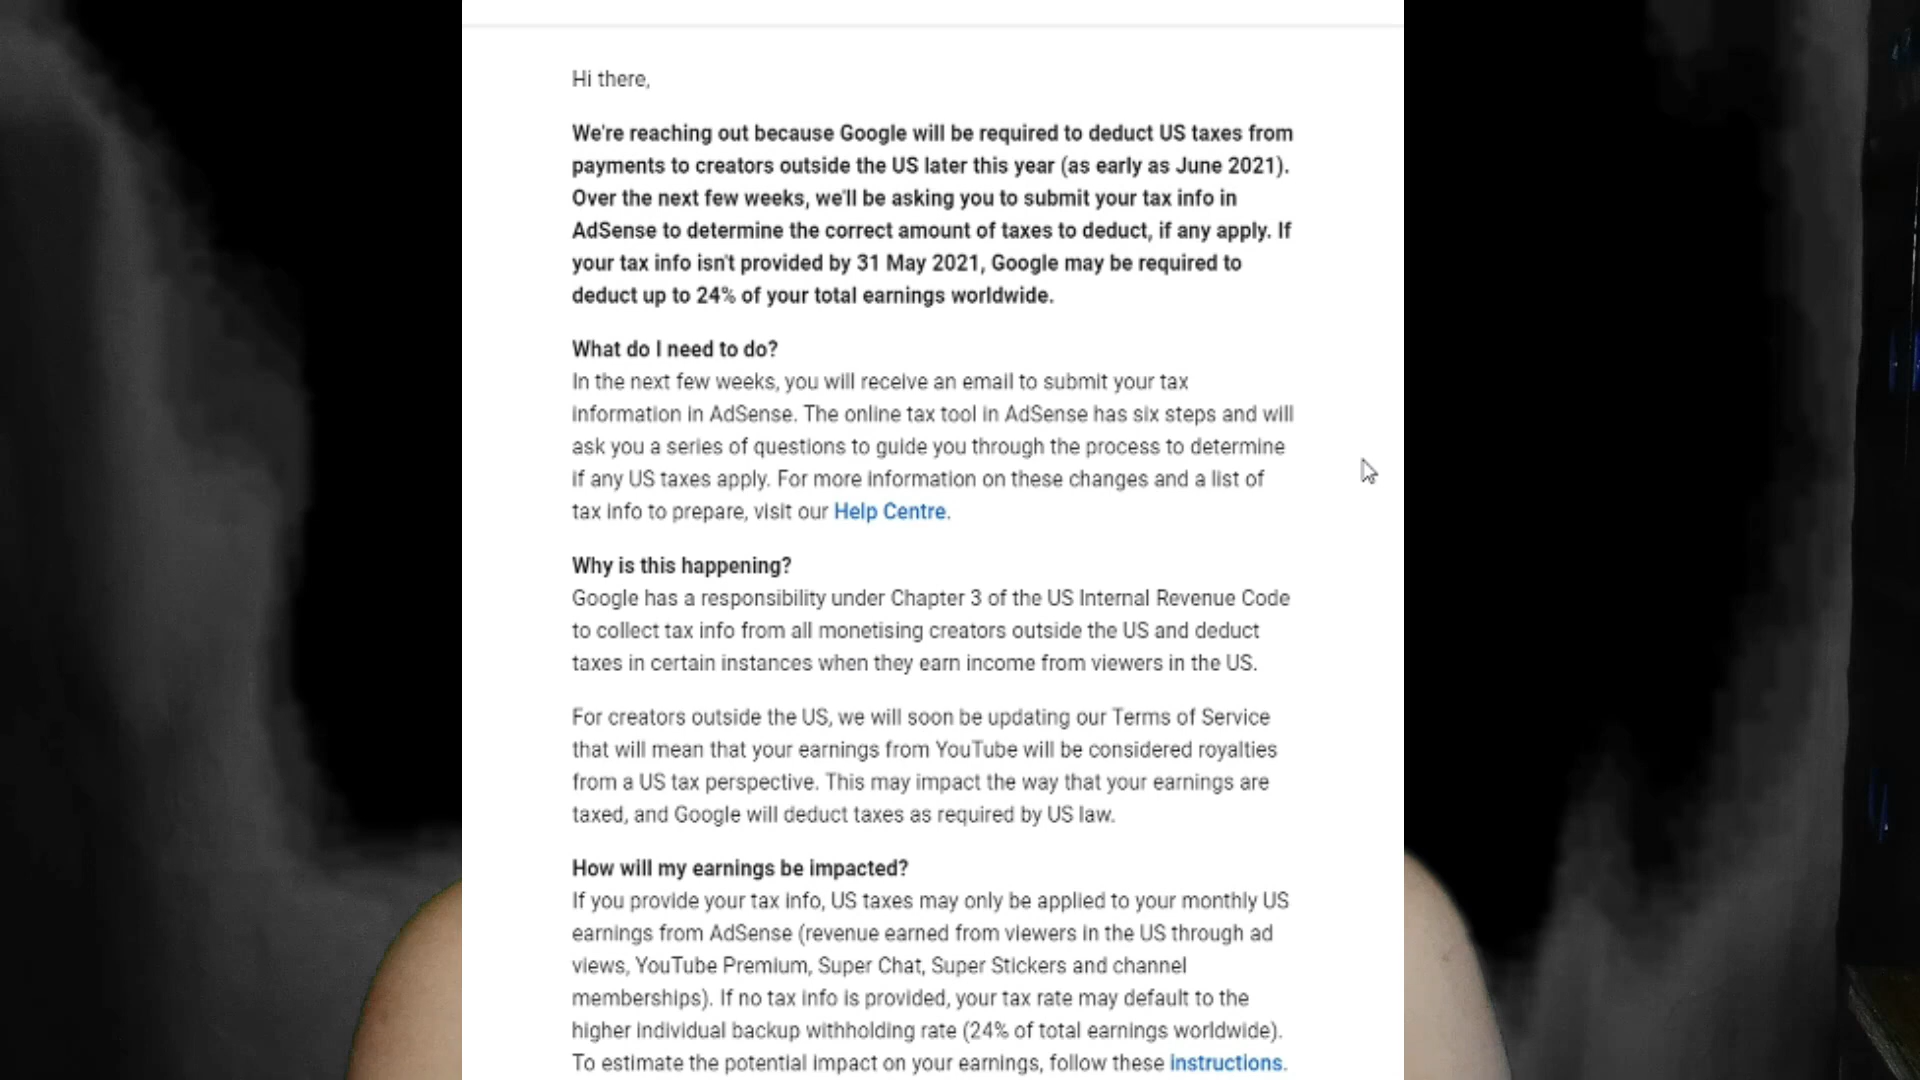 Hi there,
We're reaching out because Google will be required to deduct US taxes from
payments to creators outside the US later this year (as early as June 2021).
Over the next few weeks, we'll be asking you to submit your tax info in
AdSense to determine the correct amount of taxes to deduct, if any apply. If
your tax info isn't provided by 31 May 2021, Google may be required to
deduct up to 24% of your total earnings worldwide.
What do I need to do?
In the next few weeks, you will receive an email to submit your tax
information in AdSense. The online tax tool in AdSense has six steps and will
ask you a series of questions to guide you through the process to determine
if any US taxes apply. For more information on these changes and a list of
tax info to prepare, visit our Help Centre.
Why is this happening?
Google has a responsibility under Chapter 3 of the US Internal Revenue Code
to collect tax info from all monetising creators outside the US and deduct
taxes in certain instances when they earn income from viewers in the US.
For creators outside the US, we will soon be updating our Terms of Service
that will mean that your earnings from YouTube will be considered royalties
from a US tax perspective. This may impact the way that your earnings are
taxed, and Google will deduct taxes as required by US law.
How will my earnings be impacted?
If you provide your tax info, US taxes may only be applied to your monthly US
earnings from AdSense (revenue earned from viewers in the US through ad
views, YouTube Premium, Super Chat, Super Stickers and channel
memberships). If no tax info is provided, your tax rate may default to the
higher individual backup withholding rate (24% of total earnings worldwide).
To estimate the potential impact on your earnings, follow these instructions.